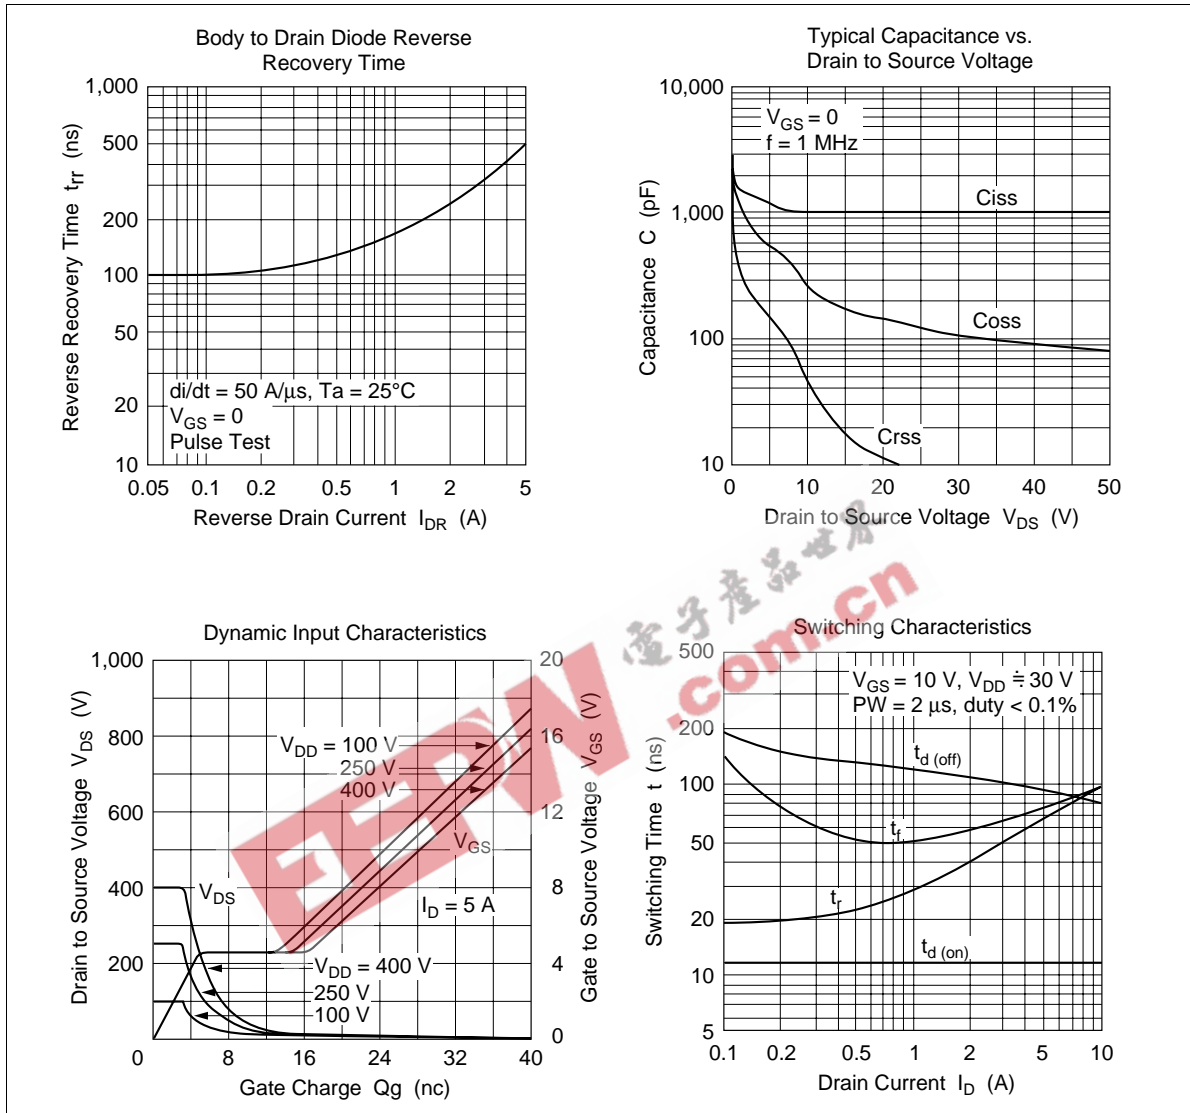 Body to Drain Diode Reverse
Recovery Time
1,000
500
200
100
50
20
10
Reverse Recovery Time trr (ns)
di/dt = 50 A/μs, Ta = 25°C
VGS = 0
Pulse Test
0.05 0.1 0.2 0.5 1 2 5
Reverse Drain Current IDR (A)
Typical Capacitance vs.
Drain to Source Voltage
10,000
1,000
100
10
Capacitance C (pF)
VGS = 0
f = 1 MHz
Ciss
Coss
Crss
0 10 20 30 40 50
Drain to Source Voltage VDS (V)
電子產品世界
EEPW
.com.cn
Dynamic Input Characteristics
1,000
800
600
400
200
Drain to Source Voltage VDS (V)
20
16
12
8
4
0
Gate to Source Voltage VGS (V)
VDD = 100 V
250 V
400 V
VGS
VDS
ID = 5 A
VDD = 400 V
250 V
100 V
0 8 16 24 32 40
Gate Charge Qg (nc)
Switching Characteristics
500
200
100
50
20
10
5
Switching Time t (ns)
VGS = 10 V, VDD ≒ 30 V
PW = 2 μs, duty < 0.1%
td (off)
tf
tr
td (on)
0.1 0.2 0.5 1 2 5 10
Drain Current ID (A)